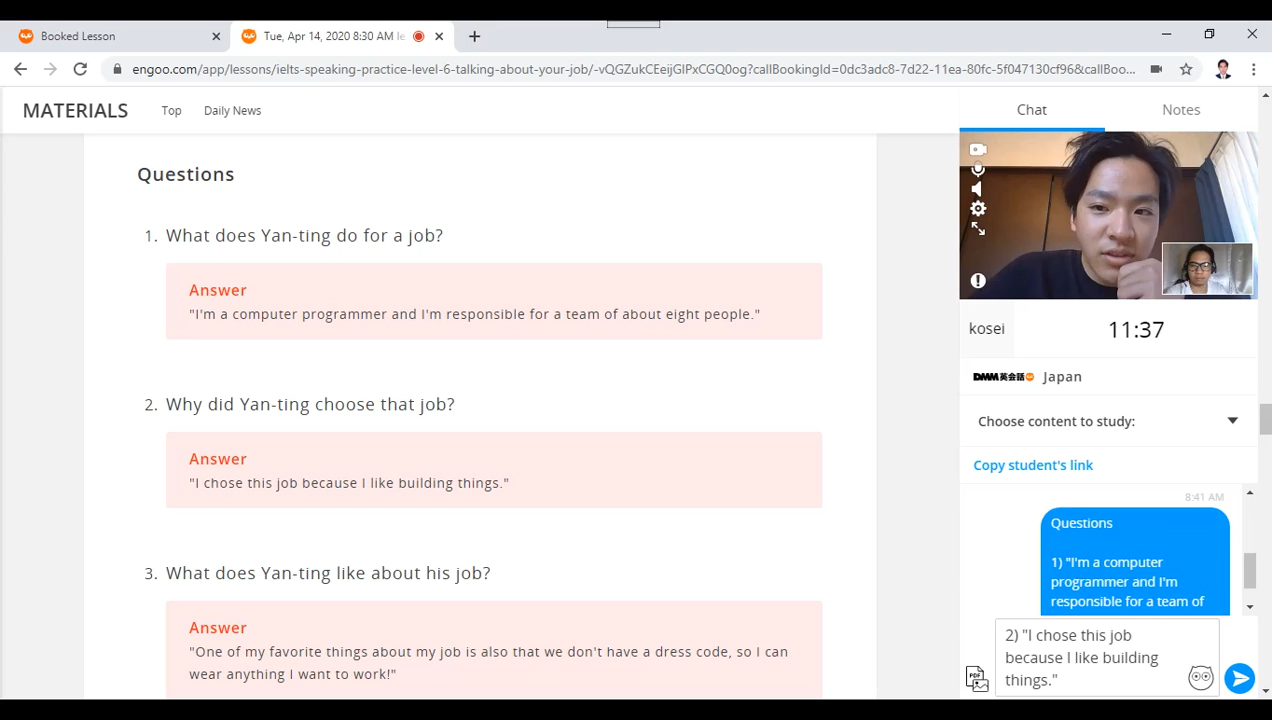 Booked Lesson
Tue, Apr 14, 2020 8:30 AM le
engoo.com/app/lessons/ielts-speaking-practice-level-6-talking-about-your-job/-vQGZukCEeijGlPxCGQ0og?callBookingId=0dc3adc8-7d22-11ea-80fc-5f047130cf96&callBoo...
MATERIALS
Top
Daily News
Chat
Notes
Questions
1. What does Yan-ting do for a job?
Answer
"I'm a computer programmer and I'm responsible for a team of about eight people."
2. Why did Yan-ting choose that job?
Answer
"I chose this job because I like building things."
3. What does Yan-ting like about his job?
Answer
"One of my favorite things about my job is also that we don't have a dress code, so I can
wear anything I want to work!"
kosei
11:37
DMM英会話
Japan
Choose content to study:
Copy student's link
8:41 AM
Questions
1) "I'm a computer
programmer and I'm
responsible for a team of
2) "I chose this job
because I like building
things."
PDF